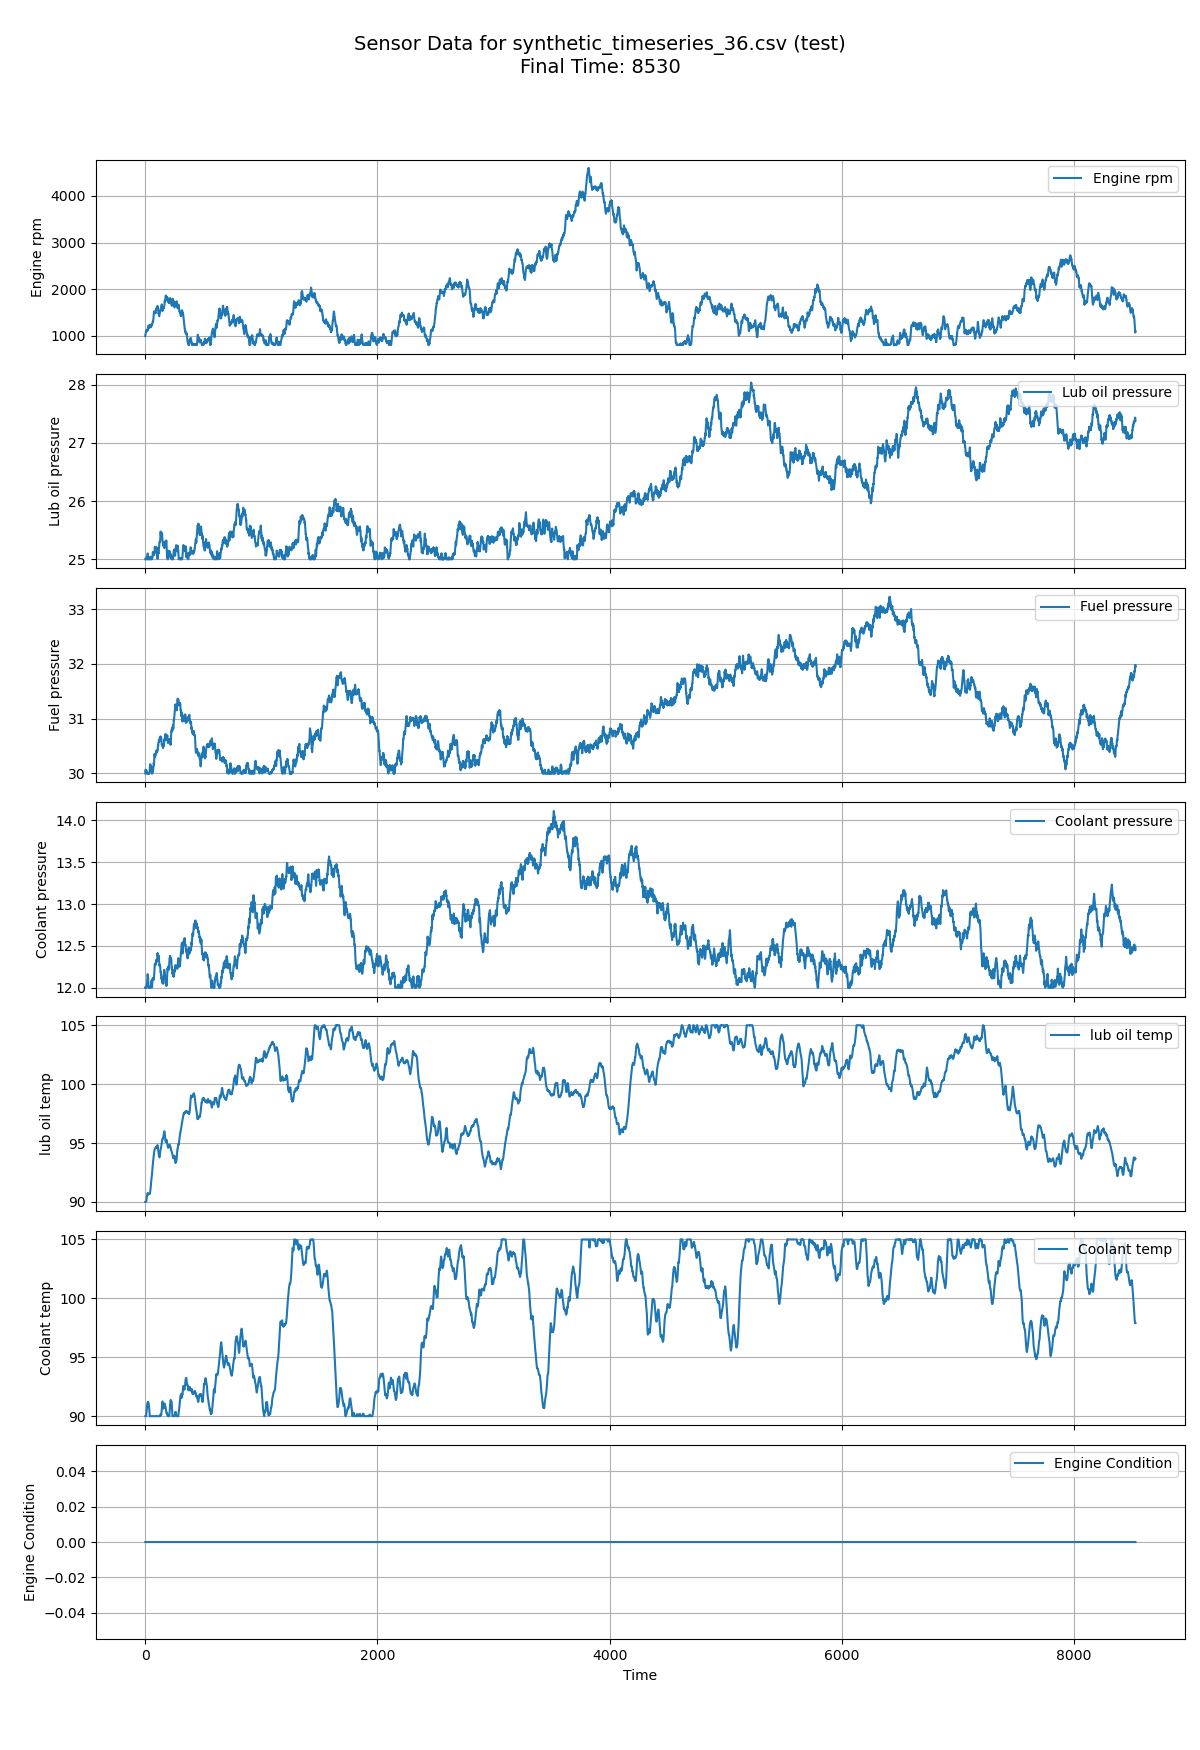 Sensor Data for synthetic_timeseries_36.csv (test)
Final Time: 8530
Engine rpm
4000
3000
2000
1000
Engine rpm
Lub oil pressure
28
27
26
25
Lub oil pressure
Fuel pressure
33
32
31
30
Fuel pressure
Coolant pressure
14.0
13.5
13.0
12.5
12.0
Coolant pressure
lub oil temp
105
100
95
90
lub oil temp
Coolant temp
105
100
95
90
Coolant temp
Engine Condition
0.04
0.02
0.00
−0.02
−0.04
Engine Condition
0 2000 4000 6000 8000
Time